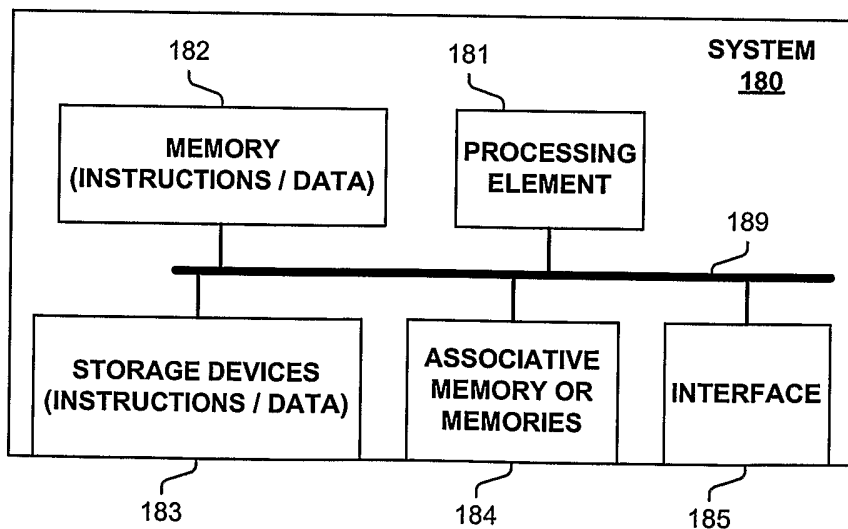 182
181
SYSTEM
180
MEMORY
(INSTRUCTIONS / DATA)
PROCESSING
ELEMENT
189
STORAGE DEVICES
(INSTRUCTIONS / DATA)
ASSOCIATIVE
MEMORY OR
MEMORIES
INTERFACE
183
184
185